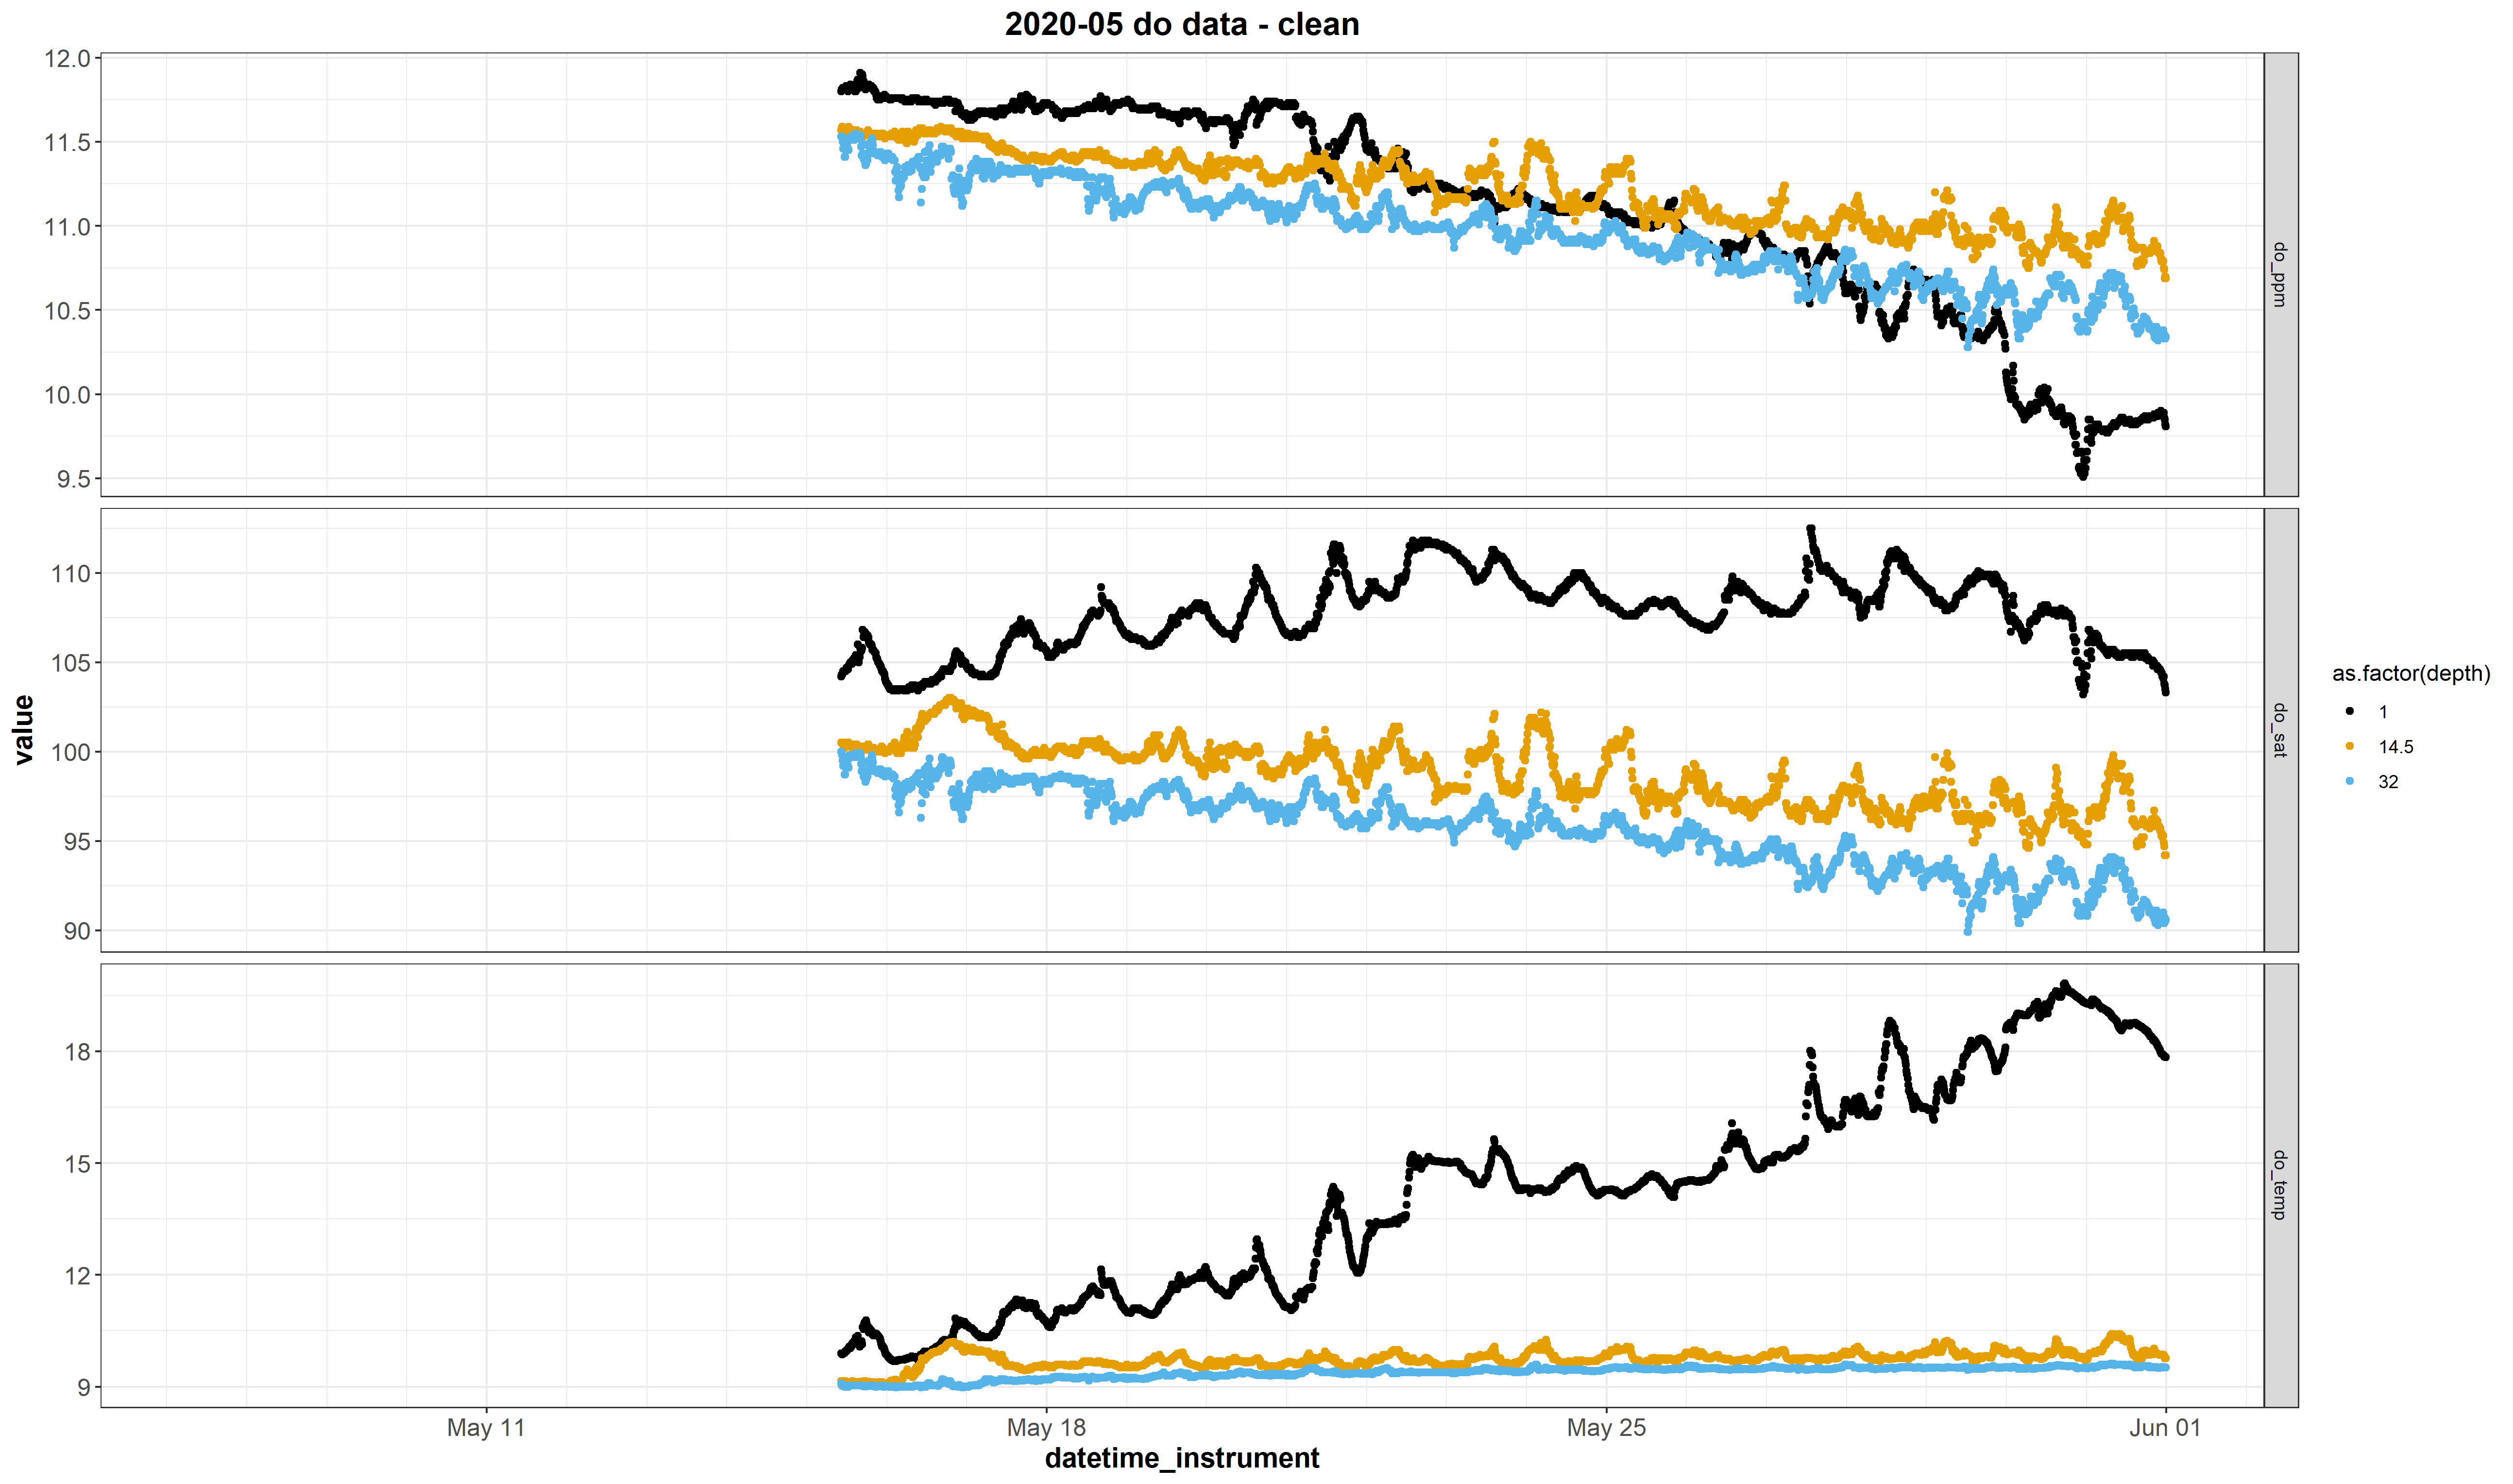 2020-05 do data - clean
12.0
11.5
11.0
10.5
10.0
9.5
do_ppm
110
105
100
95
90
do_sat
18
15
12
9
do_temp
value
May 11
May 18
May 25
Jun 01
datetime_instrument
as.factor(depth)
1
14.5
32